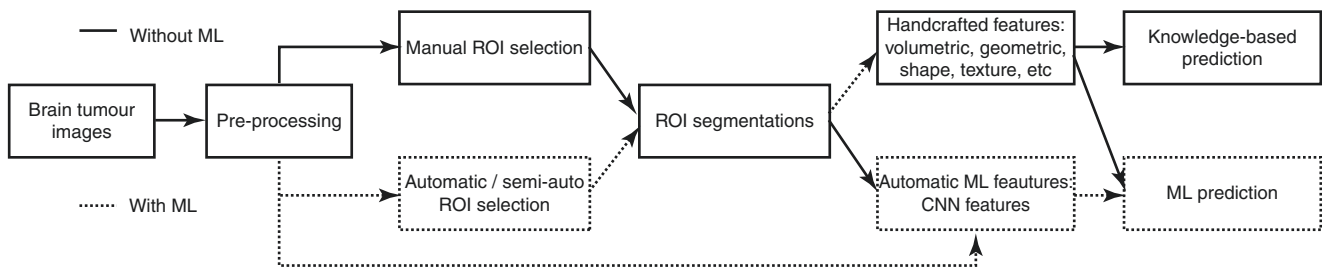 Without ML
Brain tumour
images
With ML
Pre-processing
Manual ROI selection
Automatic / semi-auto
ROI selection
ROI segmentations
Handcrafted features:
volumetric, geometric,
shape, texture, etc
Automatic ML feautures:
CNN features
Knowledge-based
prediction
ML prediction